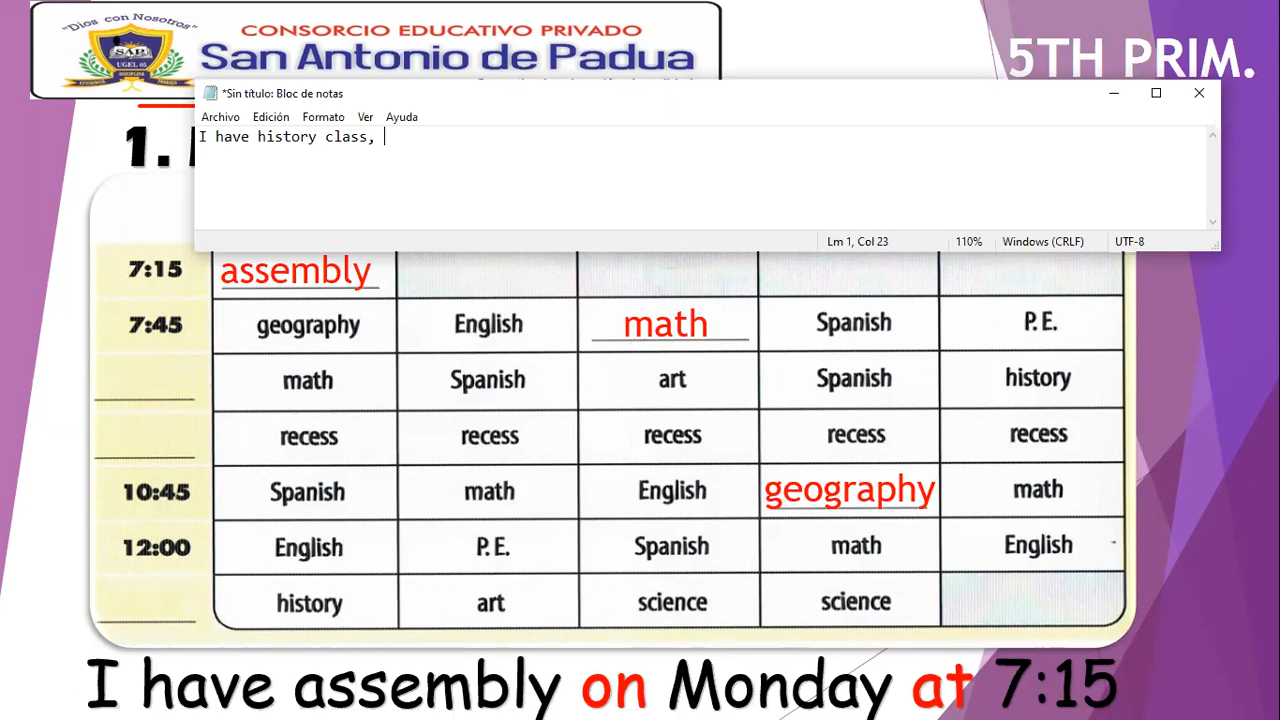 "Dios con Nosotros"
CONSORCIO EDUCATIVO PRIVADO
San Antonio de Padua
SAP
UGEL 05
5TH PRIM.
*Sin título: Bloc de notas
Archivo Edición Formato Ver Ayuda
I have history class,
Lm 1, Col 23 110% Windows (CRLF) UTF-8
1.
7:15 assembly
7:45 geography English math Spanish P.E.
math Spanish art Spanish history
recess recess recess recess recess
10:45 Spanish math English geography math
12:00 English P.E. Spanish math English
history art science science
I have assembly on Monday at 7:15